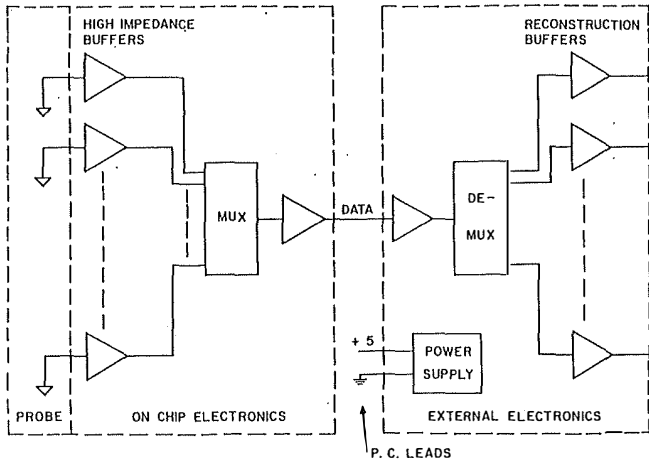 HIGH IMPEDANCE
BUFFERS
RECONSTRUCTION
BUFFERS
MUX
DATA
DE-
MUX
+ 5
POWER
SUPPLY
PROBE
ON CHIP ELECTRONICS
EXTERNAL ELECTRONICS
P. C. LEADS